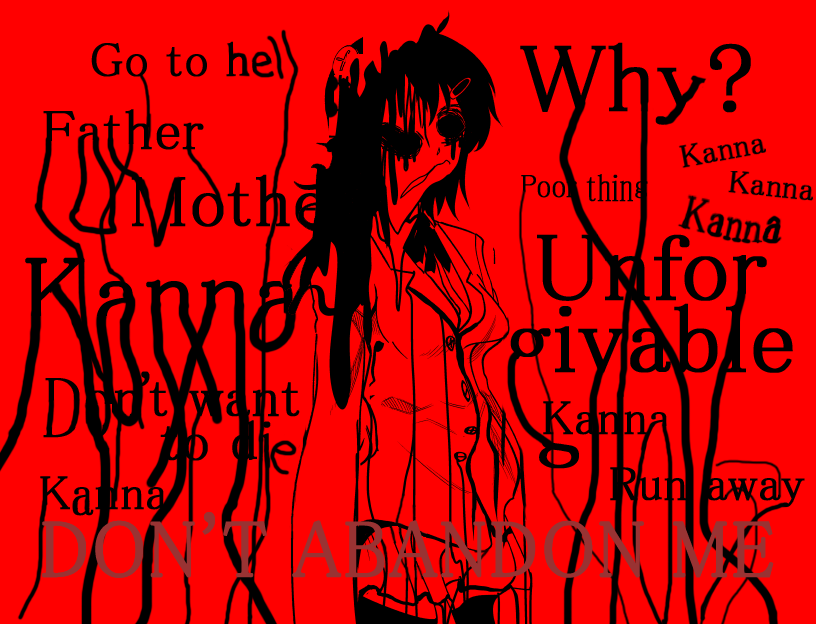 Go to hell
Father
Mothe
Kanna
Don't want
to die
Kanna
Why?
Kanna
Kanna
Kanna
Poor thing
Unfor
givable
Kanna
Run away
DON'T ABANDON ME